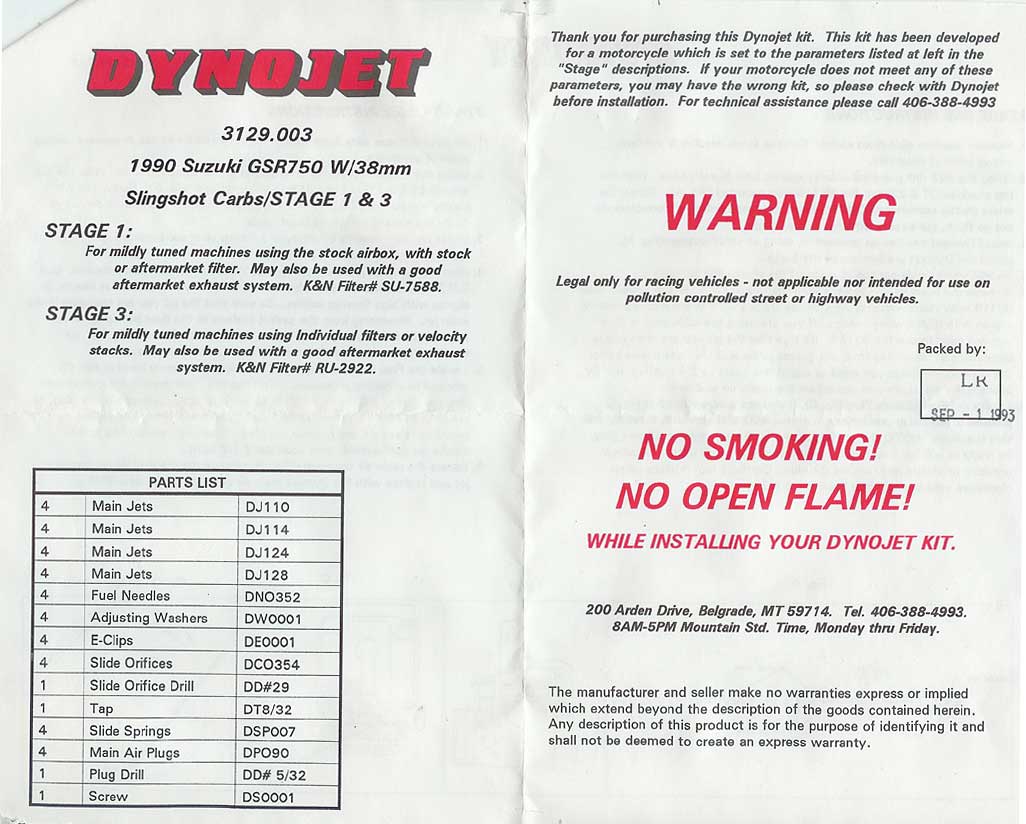 DYNOJET
3129.003
1990 Suzuki GSR750 W/38mm
Slingshot Carbs/STAGE 1 & 3
STAGE 1:
For mildly tuned machines using the stock airbox, with stock
or aftermarket filter. May also be used with a good
aftermarket exhaust system. K&N Filter# SU-7588.
STAGE 3:
For mildly tuned machines using Individual filters or velocity
stacks. May also be used with a good aftermarket exhaust
system. K&N Filter# RU-2922.
PARTS LIST
4 Main Jets DJ110
4 Main Jets DJ114
4 Main Jets DJ124
4 Main Jets DJ128
4 Fuel Needles DNO352
4 Adjusting Washers DW0001
4 E-Clips DE0001
4 Slide Orifices DCO354
1 Slide Orifice Drill DD#29
1 Tap DT8/32
4 Slide Springs DSP007
4 Main Air Plugs DPO90
1 Plug Drill DD# 5/32
1 Screw DS0001
Thank you for purchasing this Dynojet kit. This kit has been developed
for a motorcycle which is set to the parameters listed at left in the
"Stage" descriptions. If your motorcycle does not meet any of these
parameters, you may have the wrong kit, so please check with Dynojet
before installation. For technical assistance please call 406-388-4993
WARNING
Legal only for racing vehicles - not applicable nor intended for use on
pollution controlled street or highway vehicles.
Packed by:
LK
SEP - 1 1993
NO SMOKING!
NO OPEN FLAME!
WHILE INSTALLING YOUR DYNOJET KIT.
200 Arden Drive, Belgrade, MT 59714. Tel. 406-388-4993.
8AM-5PM Mountain Std. Time, Monday thru Friday.
The manufacturer and seller make no warranties express or implied
which extend beyond the description of the goods contained herein.
Any description of this product is for the purpose of identifying it and
shall not be deemed to create an express warranty.